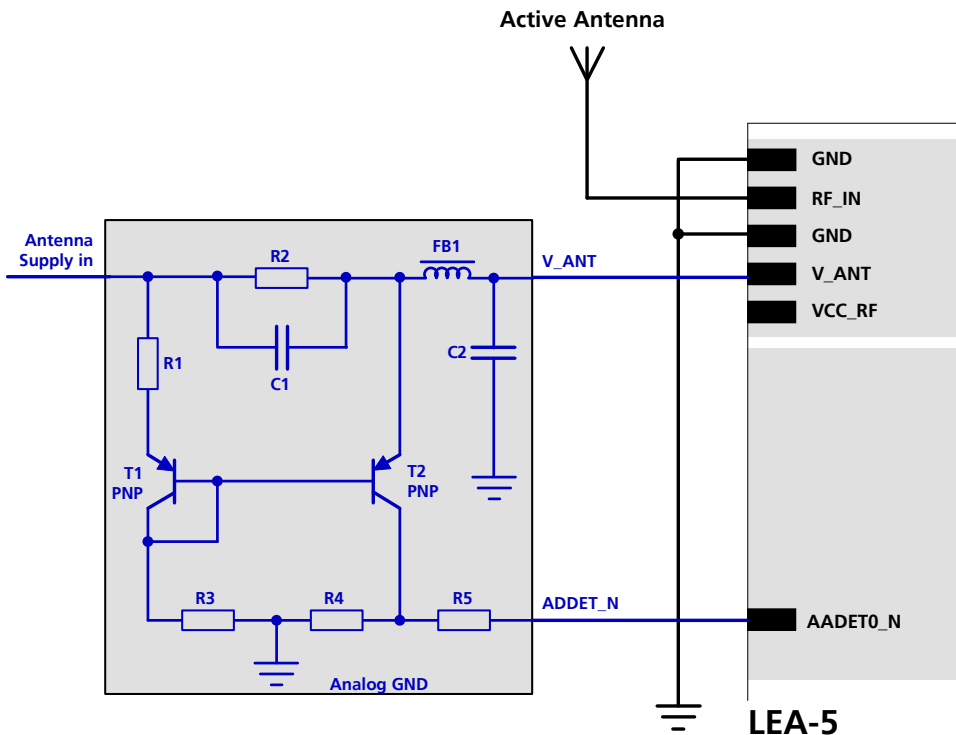 Active Antenna
GND
RF_IN
GND
V_ANT
VCC_RF
Antenna
Supply in
R2
FB1
V_ANT
R1
C1
C2
T1
PNP
T2
PNP
R3
R4
R5
ADDET_N
AADET0_N
Analog GND
LEA-5